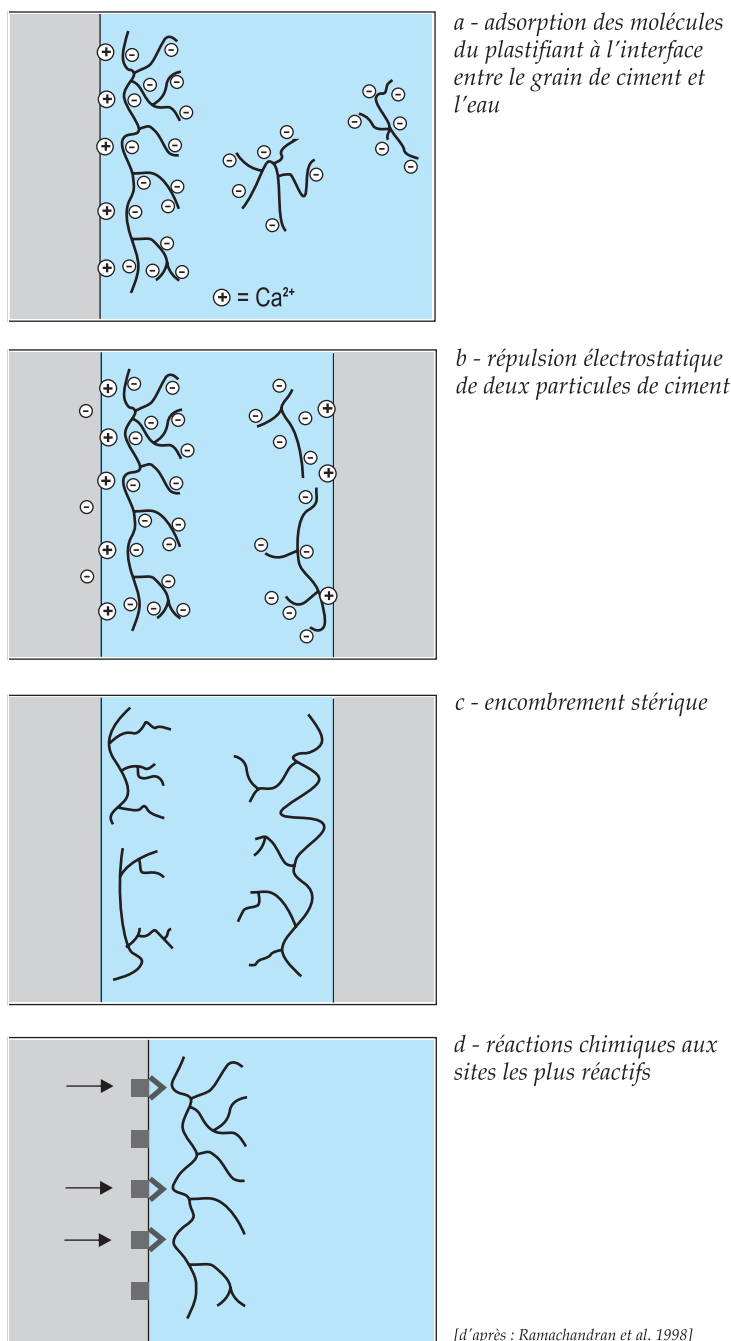 a - adsorption des molécules
du plastifiant à l'interface
entre le grain de ciment et
l'eau
+ = Ca²⁺
b - répulsion électrostatique
de deux particules de ciment
c - encombrement stérique
d - réactions chimiques aux
sites les plus réactifs
[d'après : Ramachandran et al. 1998]